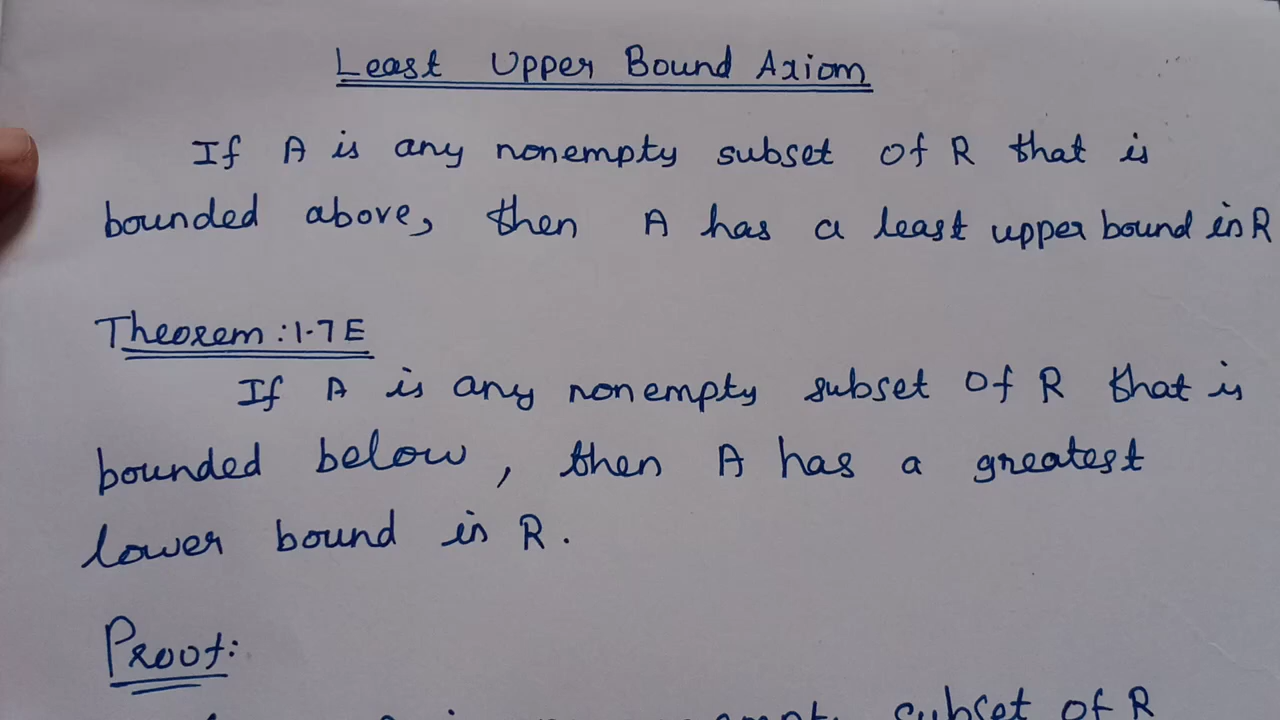 Least Upper Bound Axiom
If A is any nonempty subset of R that is
bounded above, then A has a least upper bound in R
Theorem : 1.7 E
If A is any nonempty subset of R that is
bounded below, then A has a greatest
lower bound in R.
Proof:
subset of R